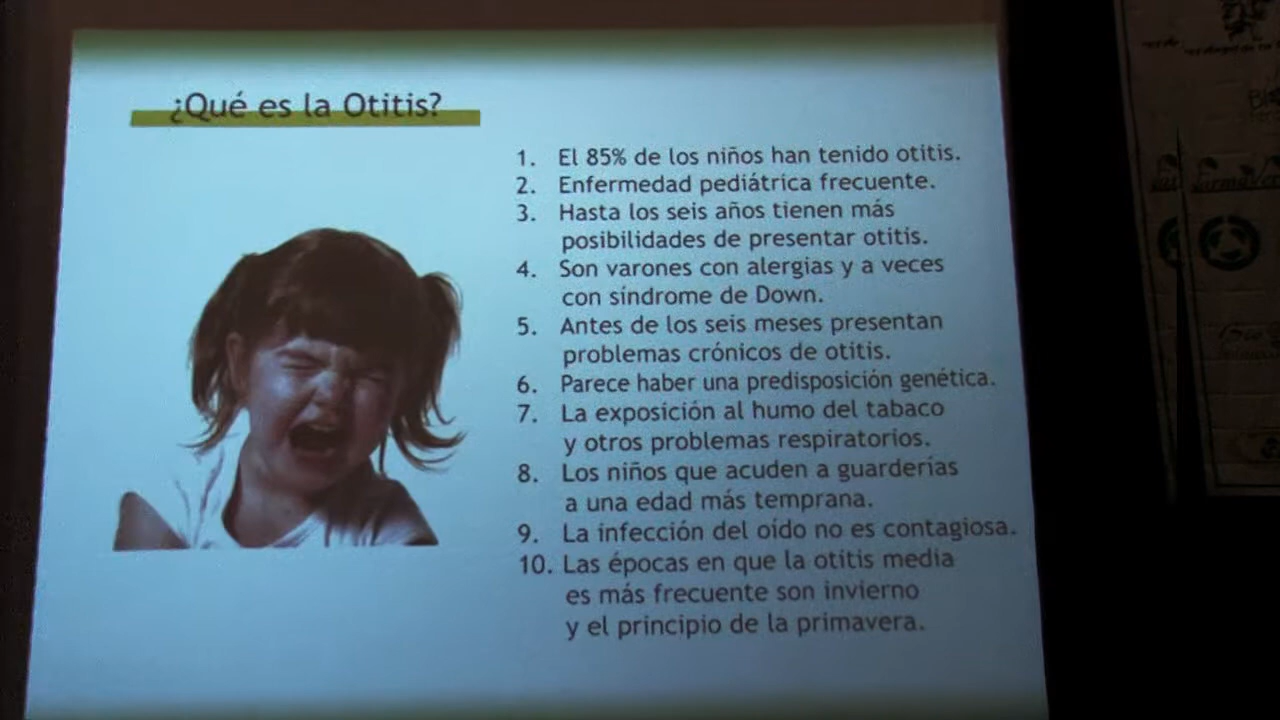 ¿Qué es la Otitis?
1. El 85% de los niños han tenido otitis.
2. Enfermedad pediátrica frecuente.
3. Hasta los seis años tienen más
posibilidades de presentar otitis.
4. Son varones con alergias y a veces
con síndrome de Down.
5. Antes de los seis meses presentan
problemas crónicos de otitis.
6. Parece haber una predisposición genética.
7. La exposición al humo del tabaco
y otros problemas respiratorios.
8. Los niños que acuden a guarderías
a una edad más temprana.
9. La infección del oído no es contagiosa.
10. Las épocas en que la otitis media
es más frecuente son invierno
y el principio de la primavera.